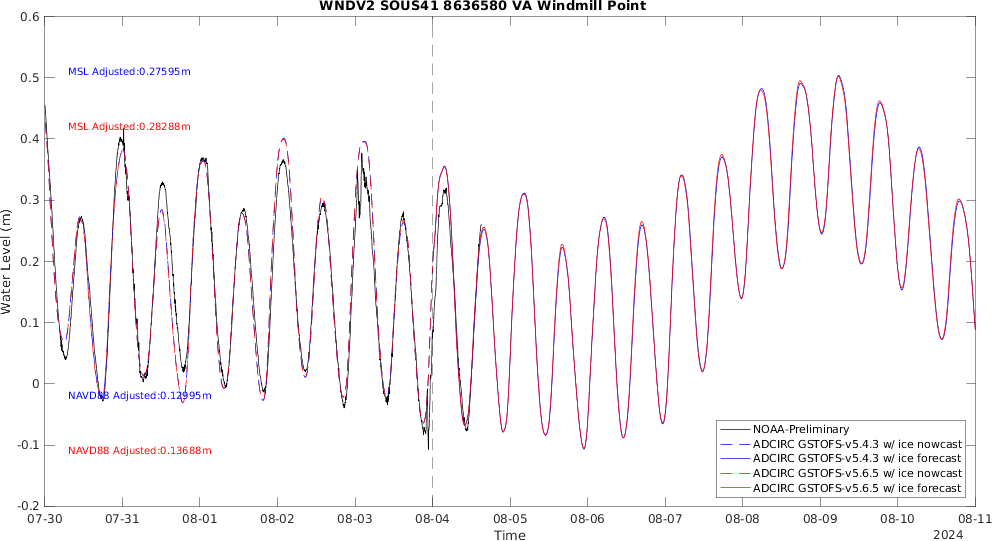 WNDV2 SOUS41 8636580 VA Windmill Point
0.6
0.5
0.4
0.3
0.2
0.1
0
-0.1
-0.2
Water Level (m)
MSL Adjusted:0.27595m
MSL Adjusted:0.28288m
NAVD88 Adjusted:0.12995m
NAVD88 Adjusted:0.13688m
NOAA-Preliminary
ADCIRC GSTOFS-v5.4.3 w/ ice nowcast
ADCIRC GSTOFS-v5.4.3 w/ ice forecast
ADCIRC GSTOFS-v5.6.5 w/ ice nowcast
ADCIRC GSTOFS-v5.6.5 w/ ice forecast
07-30 07-31 08-01 08-02 08-03 08-04 08-05 08-06 08-07 08-08 08-09 08-10 08-11
Time
2024